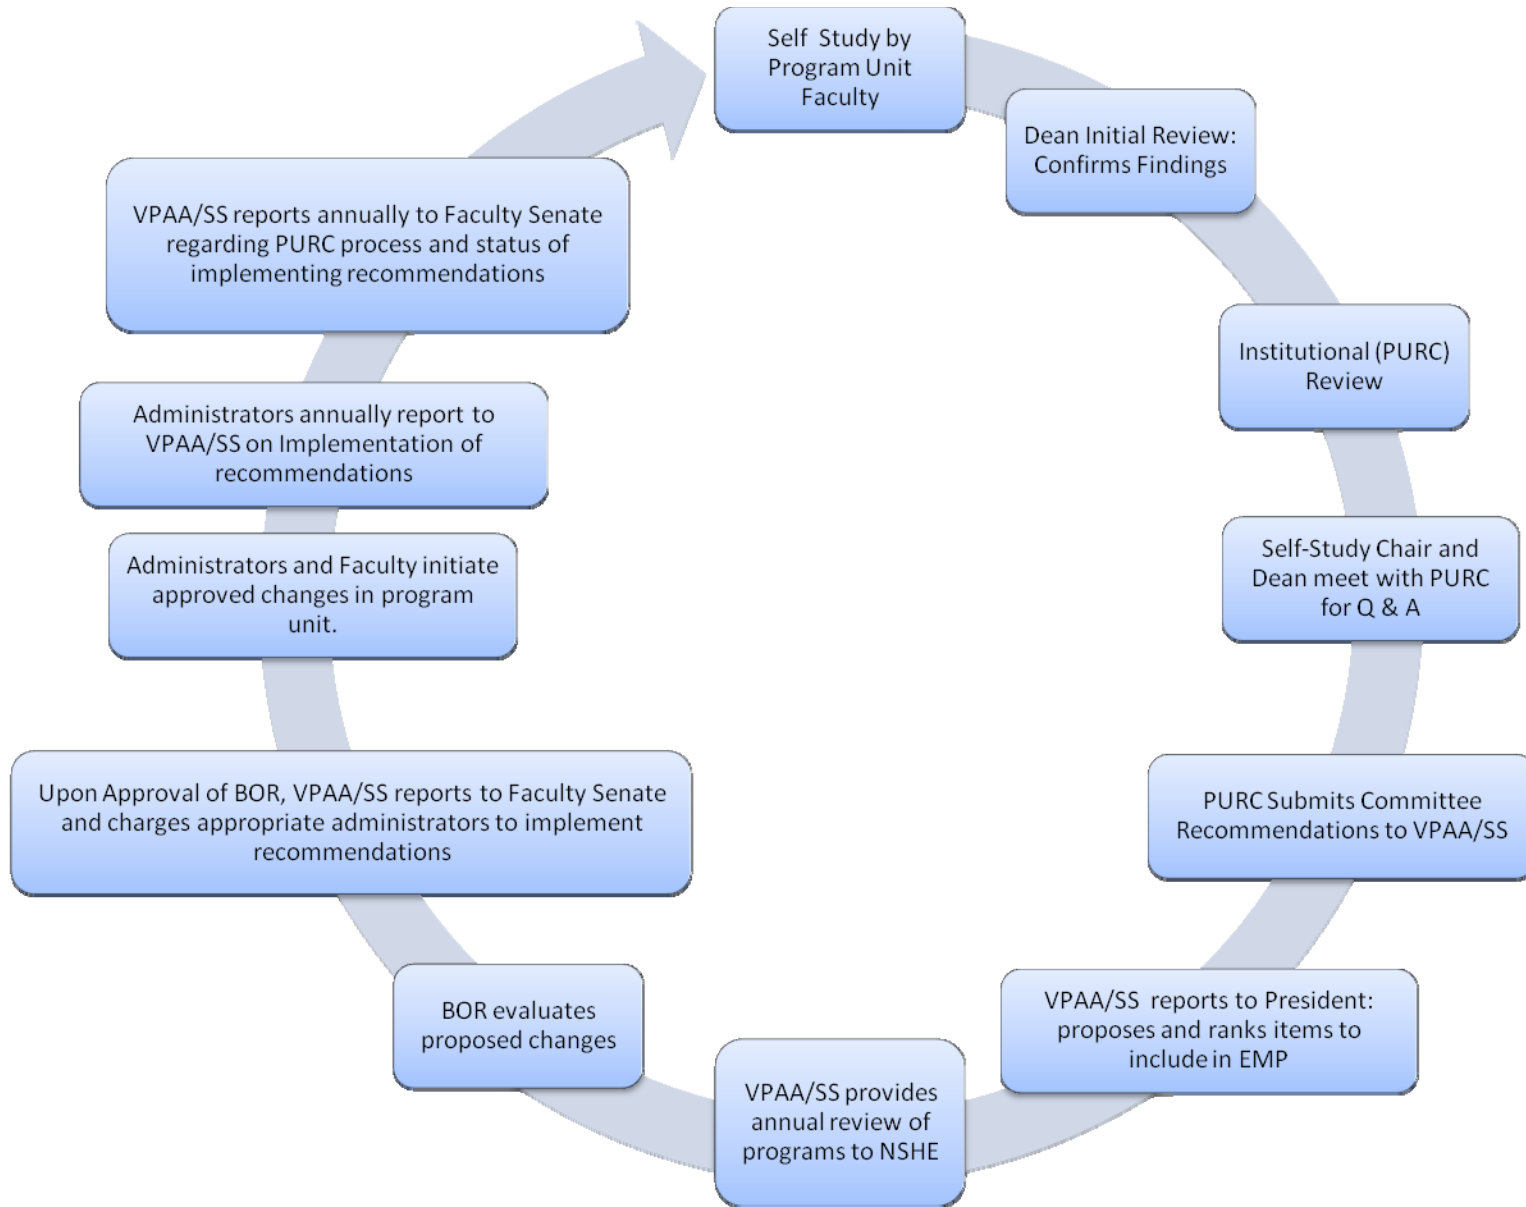 Self Study by
Program Unit
Faculty
Dean Initial Review:
Confirms Findings
Institutional (PURC)
Review
Self-Study Chair and
Dean meet with PURC
for Q & A
PURC Submits Committee
Recommendations to VPAA/SS
VPAA/SS reports to President:
proposes and ranks items to
include in EMP
VPAA/SS provides
annual review of
programs to NSHE
BOR evaluates
proposed changes
Upon Approval of BOR, VPAA/SS reports to Faculty Senate
and charges appropriate administrators to implement
recommendations
Administrators and Faculty initiate
approved changes in program
unit.
Administrators annually report to
VPAA/SS on Implementation of
recommendations
VPAA/SS reports annually to Faculty Senate
regarding PURC process and status of
implementing recommendations